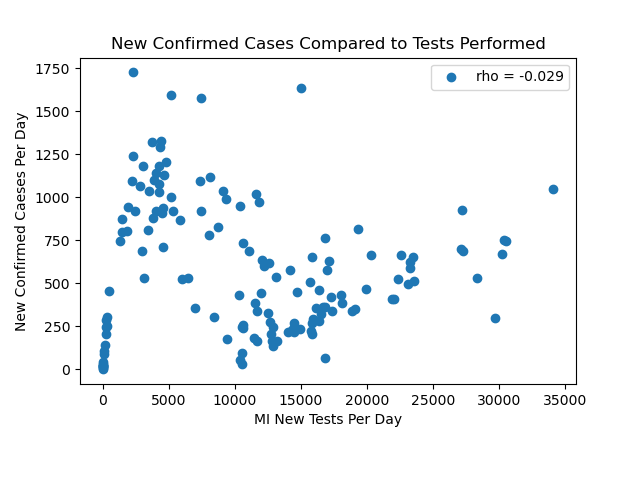 New Confirmed Cases Compared to Tests Performed
rho = -0.029
New Confirmed Caeses Per Day
1750
1500
1250
1000
750
500
250
0
0 5000 10000 15000 20000 25000 30000 35000
MI New Tests Per Day